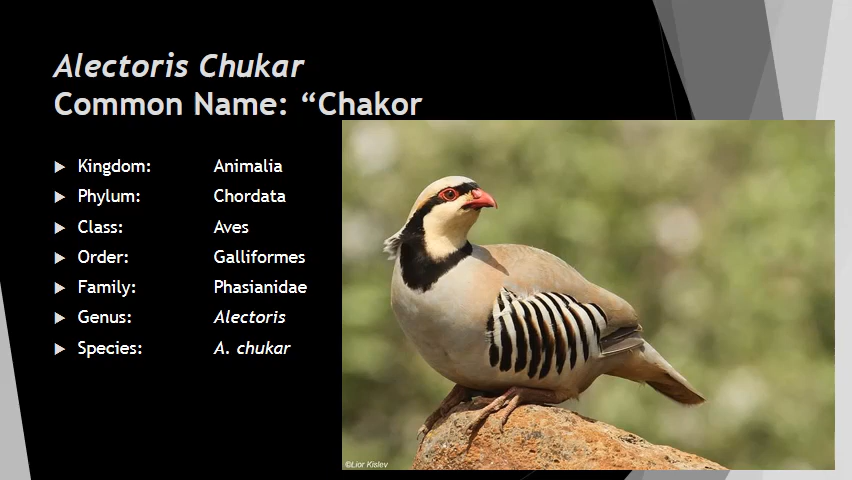 Alectoris Chukar
Common Name: “Chakor
Kingdom: Animalia
Phylum: Chordata
Class: Aves
Order: Galliformes
Family: Phasianidae
Genus: Alectoris
Species: A. chukar
©Lior Kislev